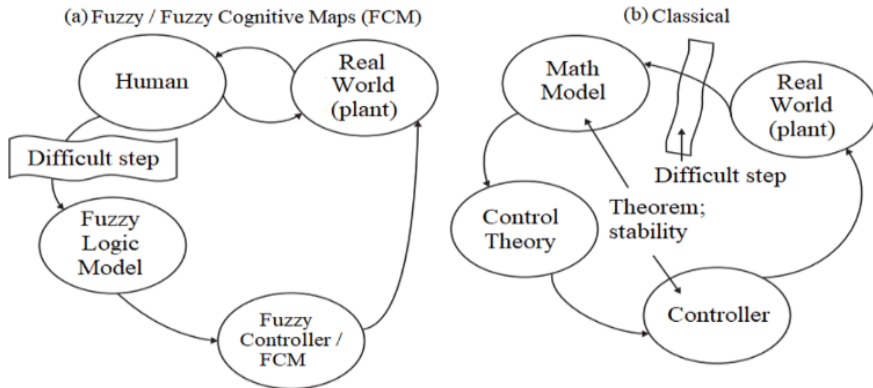 (a) Fuzzy / Fuzzy Cognitive Maps (FCM)
Human
Real
World
(plant)
Difficult step
Fuzzy
Logic
Model
Fuzzy
Controller /
FCM
(b) Classical
Math
Model
Real
World
(plant)
Difficult step
Theorem;
stability
Control
Theory
Controller